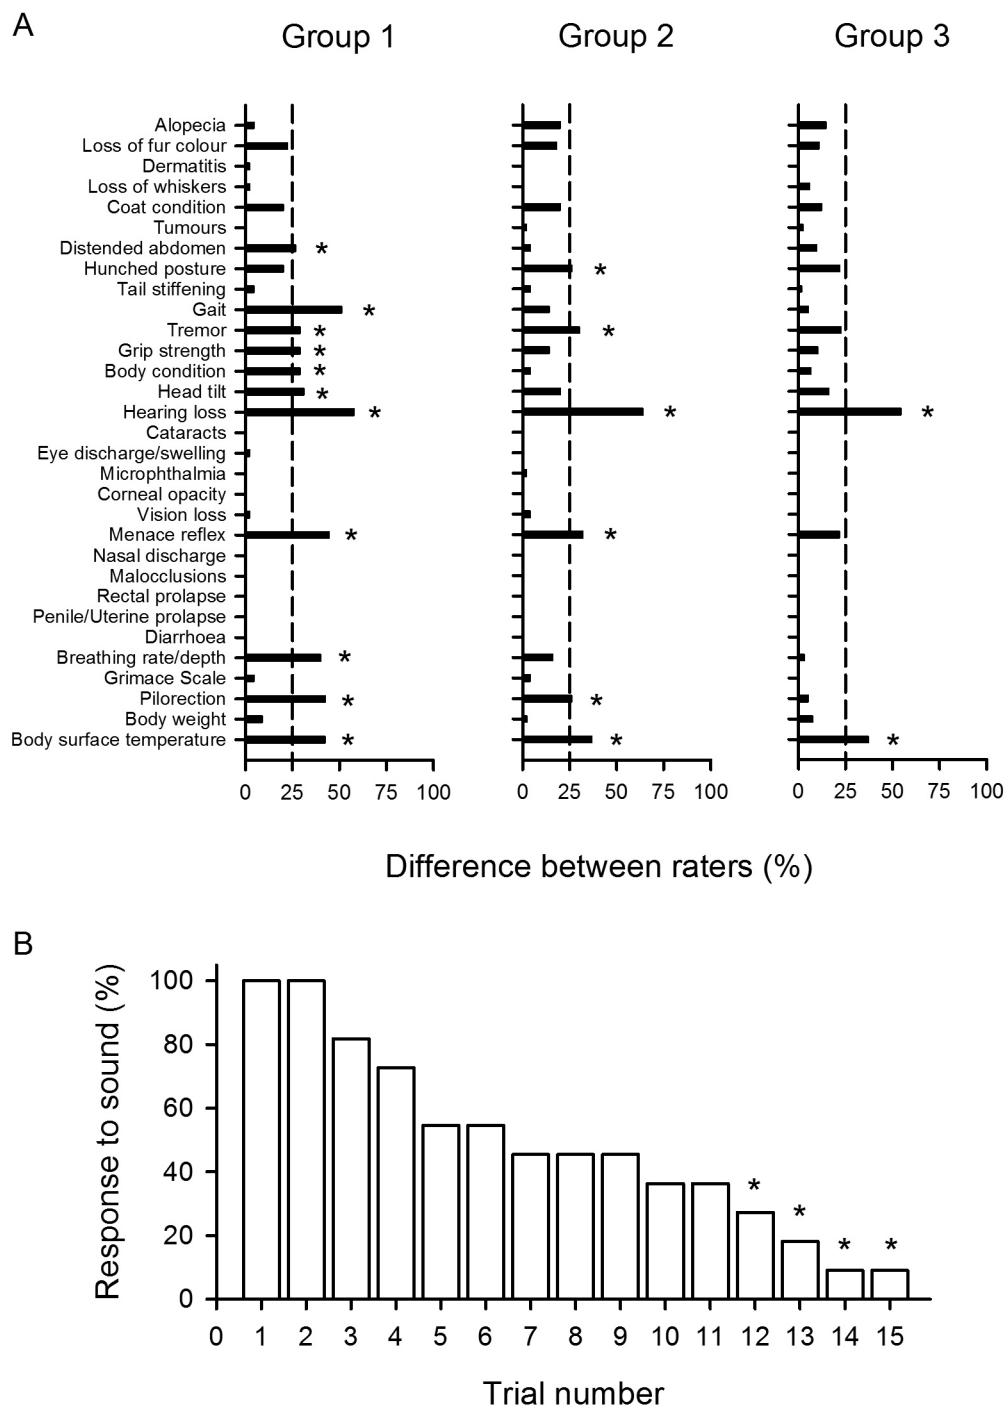 A
Group 1 Group 2 Group 3
Alopecia
Loss of fur colour
Dermatitis
Loss of whiskers
Coat condition
Tumours
Distended abdomen * 
Hunched posture *
Tail stiffening
Gait *
Tremor * *
Grip strength *
Body condition *
Head tilt *
Hearing loss * * *
Cataracts
Eye discharge/swelling
Microphthalmia
Corneal opacity
Vision loss
Menace reflex * *
Nasal discharge
Malocclusions
Rectal prolapse
Penile/Uterine prolapse
Diarrhoea
Breathing rate/depth *
Grimace Scale
Pilorection * *
Body weight
Body surface temperature * * *
0 25 50 75 100 0 25 50 75 100 0 25 50 75 100
Difference between raters (%)
B
Response to sound (%)
100
80
60
40
20
0
* * * *
0 1 2 3 4 5 6 7 8 9 10 11 12 13 14 15
Trial number